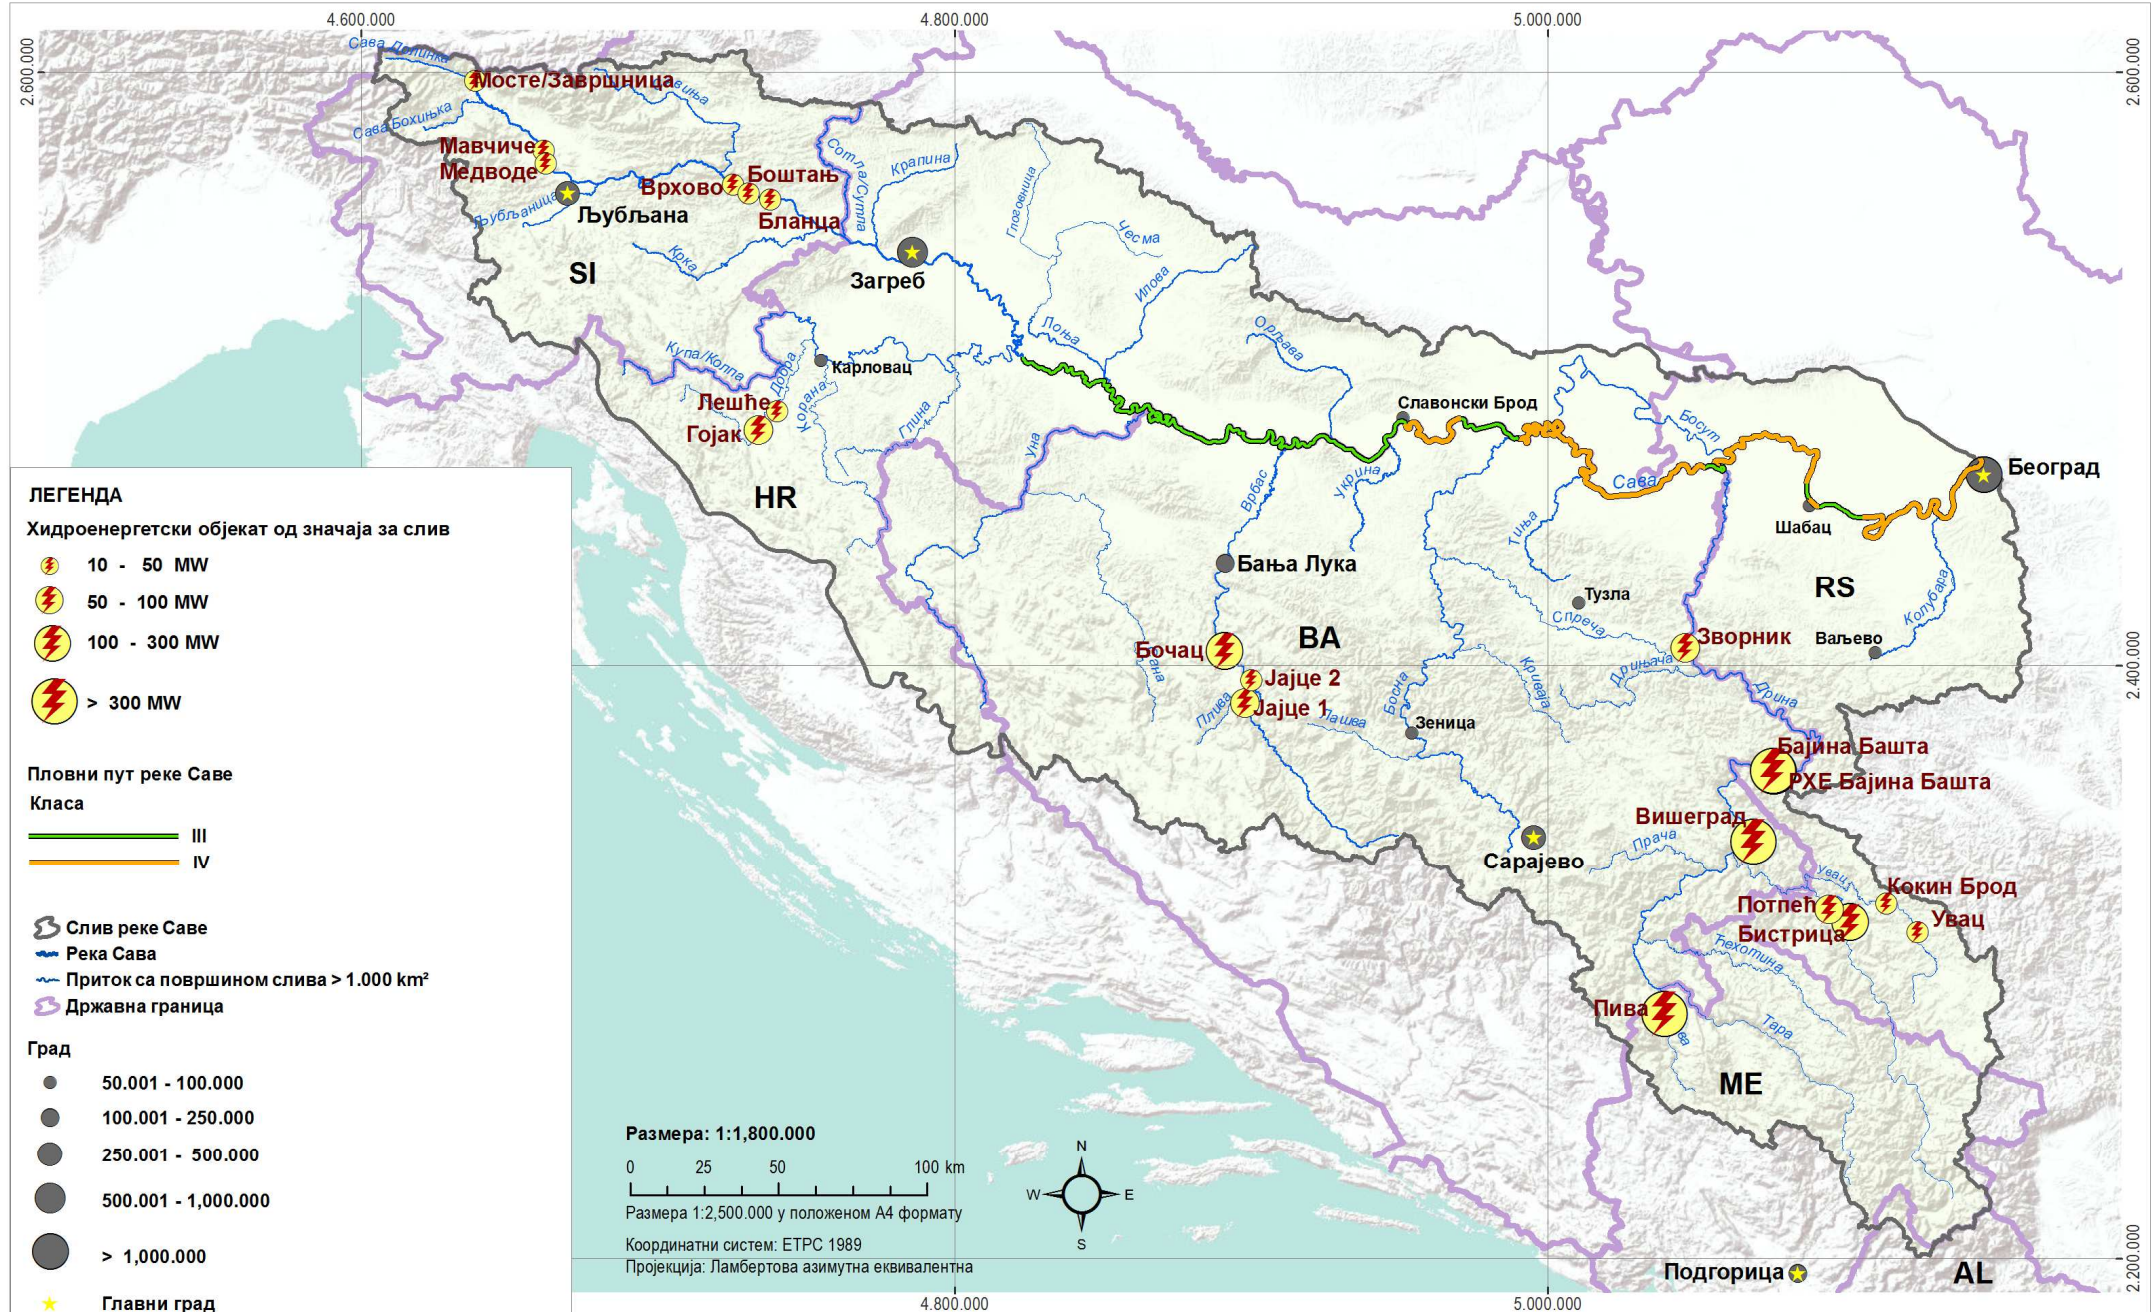 4.600.000
4.800.000
5.000.000
2.600.000
2.600.000
Сава Долинка
Мосте/Завршница
Сава Бохињка
Мавчиче
Медводе
Врхово
Боштањ
Бланца
Љубљаница
Љубљана
Сотла/Сутла
Крапина
Глоговница
Чесма
Крка
SI
Загреб
Илова
Лоња
Орљава
Купа/Колпа
Добра
Карловац
Корана
Глина
Лешће
Гојак
HR
Уна
Славонски Брод
Босут
Сава
Београд
Врбас
Укрина
Тиња
Шабац
Бања Лука
Тузла
Спреча
RS
Колубара
BA
Зворник
Ваљево
Бочац
Јајце 2
Јајце 1
Плива
Лашва
Босна
Криваја
Дрињача
Дрина
2.400.000
Зеница
Бајина Башта
РХЕ Бајина Башта
Вишеград
Прача
Сарајево
Увац
Кокин Брод
Потпећ
Увац
Бистрица
Ћехотина
Пива
Тара
ME
Подгорица
AL
2.200.000
4.800.000
5.000.000
ЛЕГЕНДА
Хидроенергетски објекат од значаја за слив
10 - 50 MW
50 - 100 MW
100 - 300 MW
> 300 MW
Пловни пут реке Саве
Класа
III
IV
Слив реке Саве
Река Сава
Приток са површином слива > 1.000 km²
Државна граница
Град
50.001 - 100.000
100.001 - 250.000
250.001 - 500.000
500.001 - 1,000.000
> 1,000.000
Главни град
Размера: 1:1,800.000
0 25 50 100 km
Размера 1:2,500.000 у положеном А4 формату
Координатни систем: ЕТРС 1989
Пројекција: Ламбертова азимутна еквивалентна
N
W
E
S